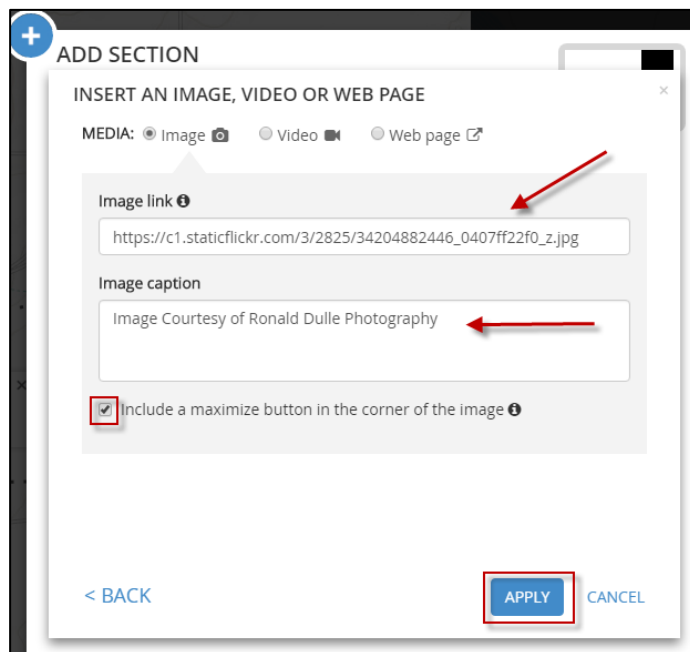 ADD SECTION
INSERT AN IMAGE, VIDEO OR WEB PAGE ×
MEDIA: Image Video Web page
Image link
https://c1.staticflickr.com/3/2825/34204882446_0407ff22f0_z.jpg
Image caption
Image Courtesy of Ronald Dulle Photography
Include a maximize button in the corner of the image
< BACK APPLY CANCEL